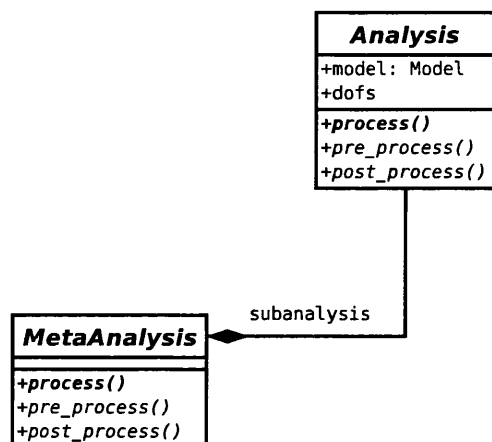 Analysis
+model: Model
+dofs
+process()
+pre_process()
+post_process()
subanalysis
MetaAnalysis
+process()
+pre_process()
+post_process()